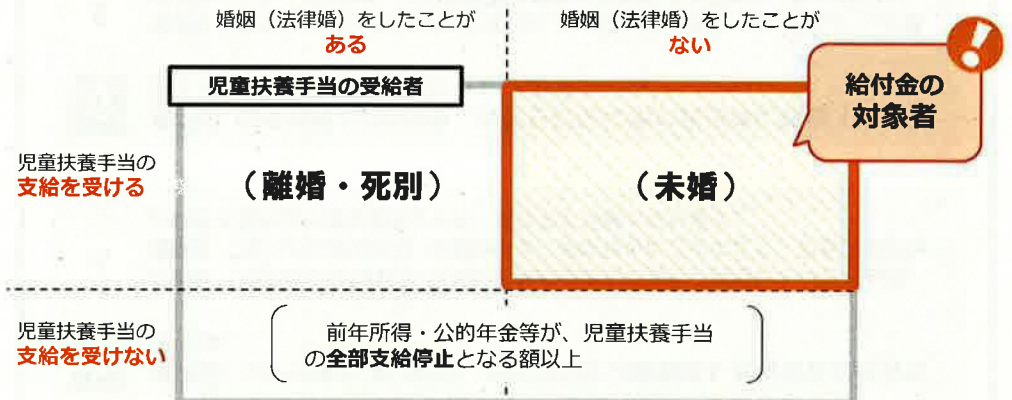 婚姻（法律婚）をしたことが
ある
婚姻（法律婚）をしたことが
ない
児童扶養手当の受給者
給付金の
対象者
児童扶養手当の
支給を受ける
（離婚・死別）
（未婚）
児童扶養手当の
支給を受けない
前年所得・公的年金等が、児童扶養手当
の全部支給停止となる額以上